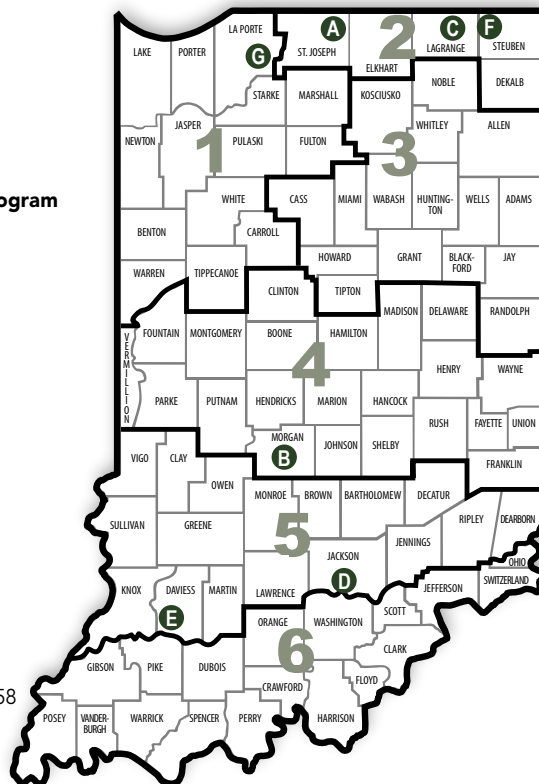 LA PORTE
A
2
C
F
LAKE
PORTER
ST. JOSEPH
LAGRANGE
STEUBEN
G
ELKHART
STARKE
MARSHALL
KOSCIUSKO
NOBLE
DEKALB
JASPER
WHITLEY
ALLEN
NEWTON
1
PULASKI
FULTON
3
ogram
WHITE
CASS
MIAMI
WABASH
HUNTING-
TON
WELLS
ADAMS
BENTON
CARROLL
HOWARD
GRANT
BLACK-
FORD
JAY
WARREN
TIPPECANOE
CLINTON
TIPTON
MADISON
DELAWARE
RANDOLPH
VERMILLION
FOUNTAIN
MONTGOMERY
BOONE
HAMILTON
4
HENRY
WAYNE
PARKE
PUTNAM
HENDRICKS
MARION
HANCOCK
RUSH
FAYETTE
UNION
MORGAN
B
JOHNSON
SHELBY
VIGO
CLAY
FRANKLIN
OWEN
MONROE
BROWN
BARTHOLOMEW
DECATUR
SULLIVAN
GREENE
5
RIPLEY
DEARBORN
JENNINGS
JACKSON
OHIO
KNOX
DAVIESS
MARTIN
LAWRENCE
D
JEFFERSON
SWITZERLAND
E
ORANGE
WASHINGTON
SCOTT
6
CLARK
GIBSON
PIKE
DUBOIS
CRAWFORD
FLOYD
58
POSEY
VANDER-
BURGH
WARRICK
SPENCER
PERRY
HARRISON